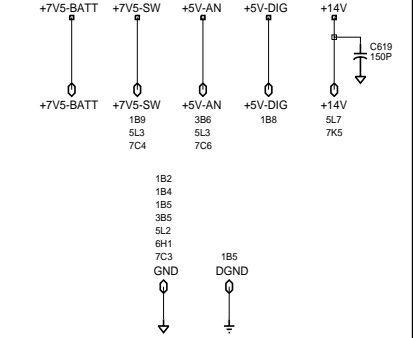 +7V5-BATT +7V5-SW +5V-AN +5V-DIG +14V
C619
150P
+7V5-BATT +7V5-SW +5V-AN +5V-DIG +14V
1B9 3B6 1B8 5L7
5L3 5L3 7K5
7C4 7C6
1B2
1B4
1B5
3B5
5L2
6H1
7C3 1B5
GND DGND